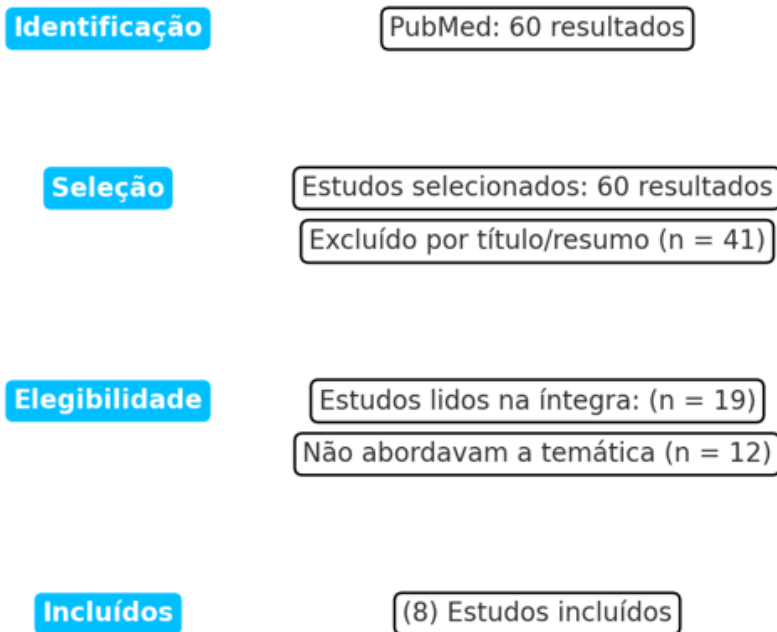 Identificação
PubMed: 60 resultados
Seleção
Estudos selecionados: 60 resultados
Excluído por título/resumo (n = 41)
Elegibilidade
Estudos lidos na íntegra: (n = 19)
Não abordavam a temática (n = 12)
Incluídos
(8) Estudos incluídos